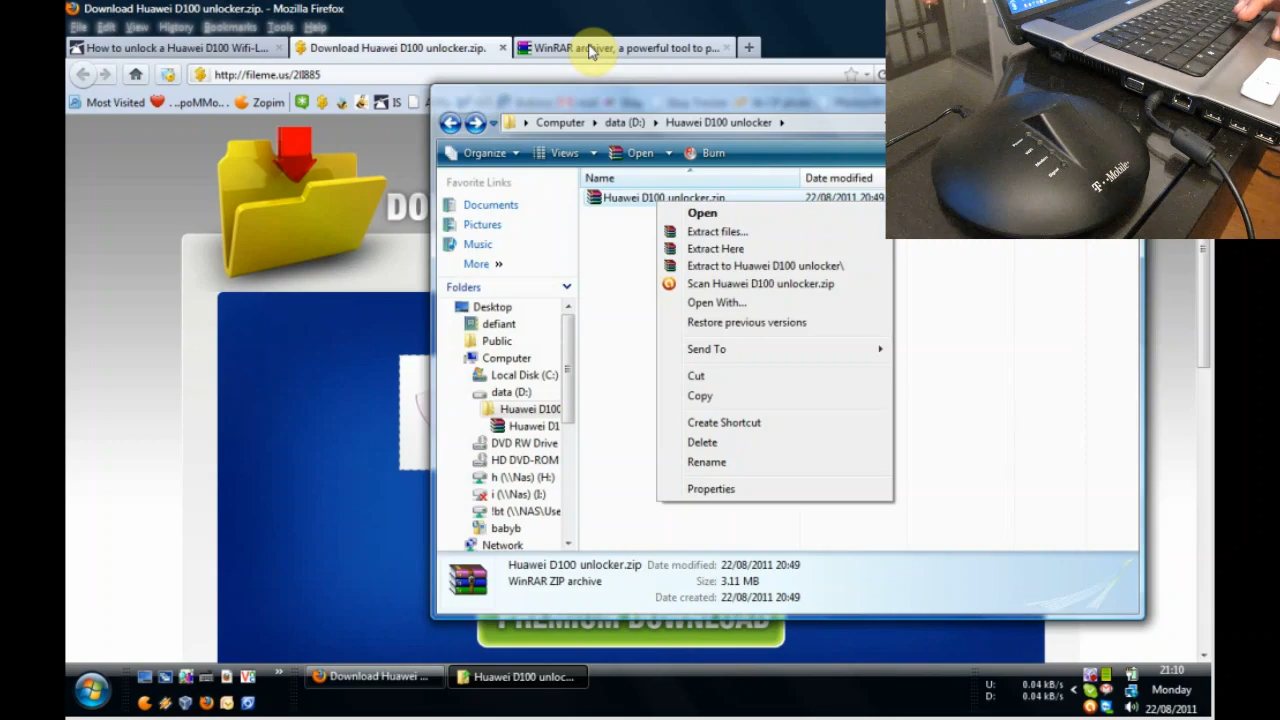 Download Huawei D100 unlocker.zip. - Mozilla Firefox
File Edit View History Bookmarks Tools Help
How to unlock a Huawei D100 Wifi-L...
Download Huawei D100 unlocker.zip.
WinRAR archiver, a powerful tool to p...
http://fileme.us/2ll885
Most Visited
..poMMo...
Zopim
IS
Computer
data (D:)
Huawei D100 unlocker
Organize
Views
Open
Burn
Favorite Links
Documents
Pictures
Music
More »
Folders
Desktop
defiant
Public
Computer
Local Disk (C:)
data (D:)
Huawei D100
Huawei D1
DVD RW Drive
HD DVD-ROM
h (\\Nas) (H:)
i (\\Nas) (I:)
!bt (\\NAS\Use
babyb
Network
Name
Date modified
Huawei D100 unlocker.zip
22/08/2011 20:49
Open
Extract files...
Extract Here
Extract to Huawei D100 unlocker\
Scan Huawei D100 unlocker.zip
Open With...
Restore previous versions
Send To
Cut
Copy
Create Shortcut
Delete
Rename
Properties
Huawei D100 unlocker.zip
Date modified: 22/08/2011 20:49
WinRAR ZIP archive
Size: 3.11 MB
Date created: 22/08/2011 20:49
PREMIUM DOWNLOAD
T··Mobile·
Download Huawei ...
Huawei D100 unloc...
U: 0.04 kB/s
D: 0.04 kB/s
21:10
Monday
22/08/2011